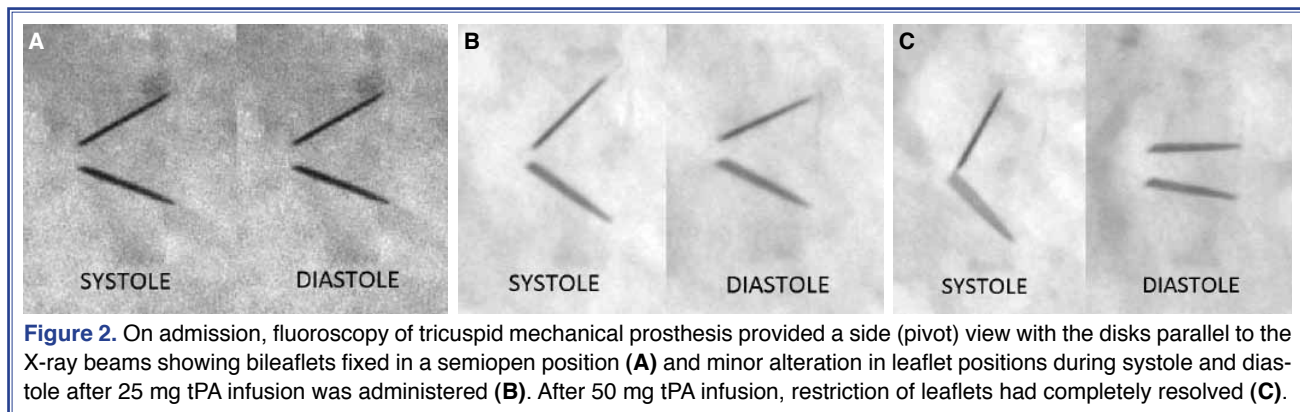 A
B
C
SYSTOLE
DIASTOLE
SYSTOLE
DIASTOLE
SYSTOLE
DIASTOLE
Figure 2. On admission, fluoroscopy of tricuspid mechanical prosthesis provided a side (pivot) view with the disks parallel to the
X-ray beams showing bileaflets fixed in a semiopen position (A) and minor alteration in leaflet positions during systole and dias-
tole after 25 mg tPA infusion was administered (B). After 50 mg tPA infusion, restriction of leaflets had completely resolved (C).